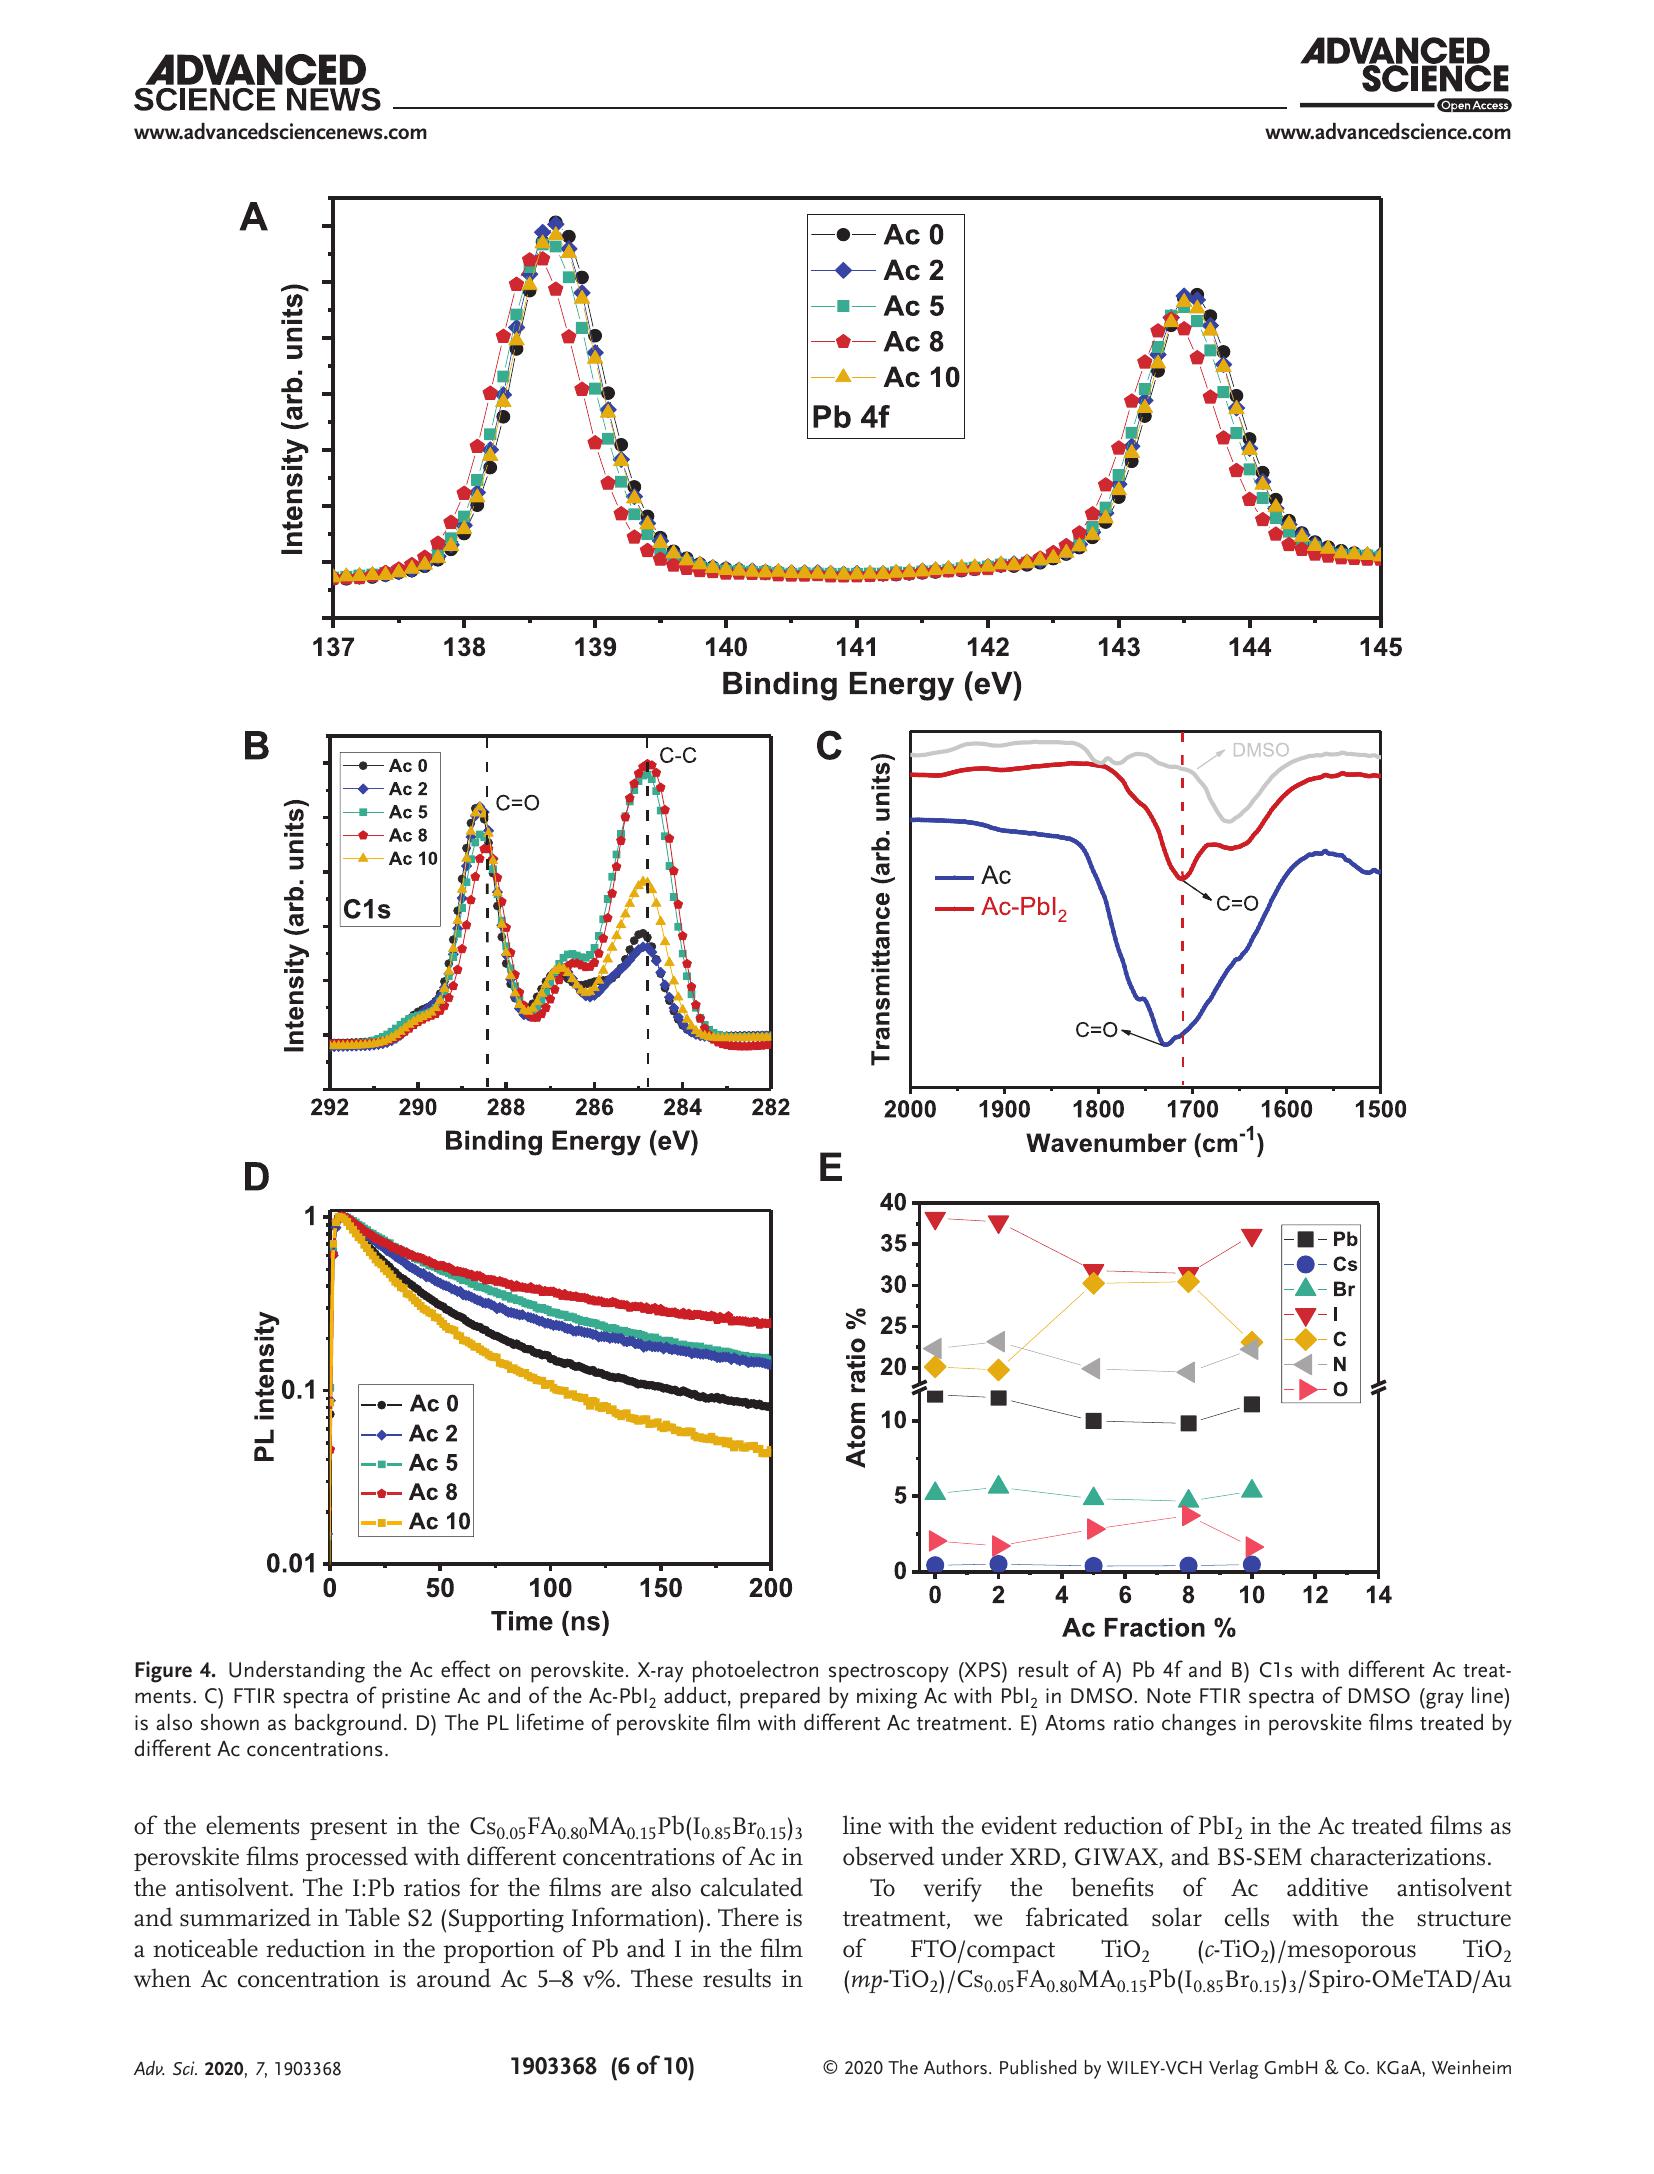 ADVANCED
SCIENCE NEWS
www.advancedsciencenews.com
ADVANCED
SCIENCE
Open Access
www.advancedscience.com
A
Intensity (arb. units)
Ac 0
Ac 2
Ac 5
Ac 8
Ac 10
Pb 4f
137 138 139 140 141 142 143 144 145
Binding Energy (eV)
B
Intensity (arb. units)
Ac 0
Ac 2
Ac 5
Ac 8
Ac 10
C1s
C=O
C-C
292 290 288 286 284 282
Binding Energy (eV)
C
Transmittance (arb. units)
DMSO
Ac
Ac-PbI₂
C=O
C=O
2000 1900 1800 1700 1600 1500
Wavenumber (cm⁻¹)
D
PL intensity
1
0.1
0.01
Ac 0
Ac 2
Ac 5
Ac 8
Ac 10
0 50 100 150 200
Time (ns)
E
Atom ratio %
40
35
30
25
20
10
5
0
Pb
Cs
Br
I
C
N
O
0 2 4 6 8 10 12 14
Ac Fraction %
Figure 4. Understanding the Ac effect on perovskite. X-ray photoelectron spectroscopy (XPS) result of A) Pb 4f and B) C1s with different Ac treat-
ments. C) FTIR spectra of pristine Ac and of the Ac-PbI₂ adduct, prepared by mixing Ac with PbI₂ in DMSO. Note FTIR spectra of DMSO (gray line)
is also shown as background. D) The PL lifetime of perovskite film with different Ac treatment. E) Atoms ratio changes in perovskite films treated by
different Ac concentrations.
of the elements present in the Cs₀.₀₅FA₀.₈₀MA₀.₁₅Pb(I₀.₈₅Br₀.₁₅)₃
perovskite films processed with different concentrations of Ac in
the antisolvent. The I:Pb ratios for the films are also calculated
and summarized in Table S2 (Supporting Information). There is
a noticeable reduction in the proportion of Pb and I in the film
when Ac concentration is around Ac 5–8 v%. These results in
line with the evident reduction of PbI₂ in the Ac treated films as
observed under XRD, GIWAX, and BS-SEM characterizations.
To verify the benefits of Ac additive antisolvent
treatment, we fabricated solar cells with the structure
of FTO/compact TiO₂ (c-TiO₂)/mesoporous TiO₂
(mp-TiO₂)/Cs₀.₀₅FA₀.₈₀MA₀.₁₅Pb(I₀.₈₅Br₀.₁₅)₃/Spiro-OMeTAD/Au
Adv. Sci. 2020, 7, 1903368
1903368 (6 of 10)
© 2020 The Authors. Published by WILEY-VCH Verlag GmbH & Co. KGaA, Weinheim